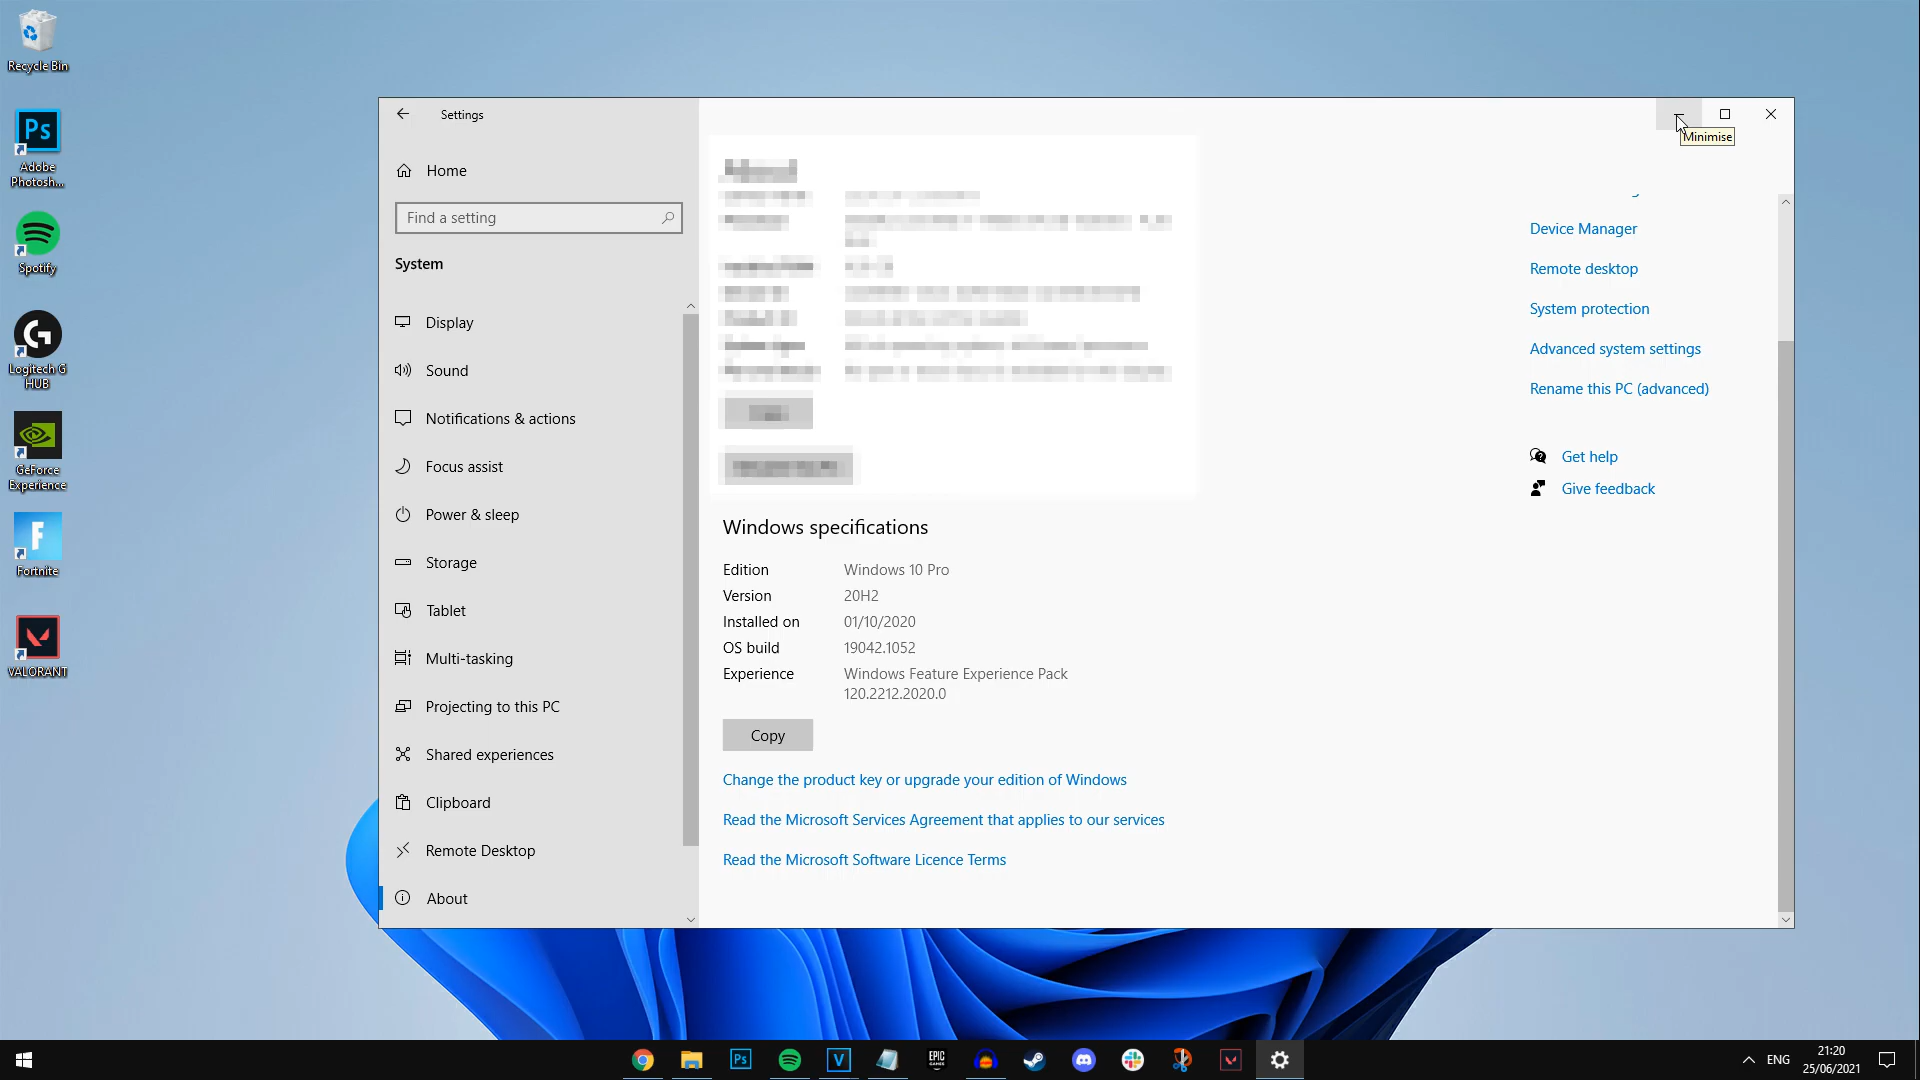 Recycle Bin
Ps
Adobe
Photosh...
Spotify
Logitech G
HUB
GeForce
Experience
F
Fortnite
VALORANT
Settings
Minimise
Home
Find a setting
System
Display
Sound
Notifications & actions
Focus assist
Power & sleep
Storage
Tablet
Multi-tasking
Projecting to this PC
Shared experiences
Clipboard
Remote Desktop
About
Windows specifications
Edition Windows 10 Pro
Version 20H2
Installed on 01/10/2020
OS build 19042.1052
Experience Windows Feature Experience Pack
120.2212.2020.0
Copy
Change the product key or upgrade your edition of Windows
Read the Microsoft Services Agreement that applies to our services
Read the Microsoft Software Licence Terms
Device Manager
Remote desktop
System protection
Advanced system settings
Rename this PC (advanced)
Get help
Give feedback
Ps
V
EPIC
GAMES
ENG
21:20
25/06/2021